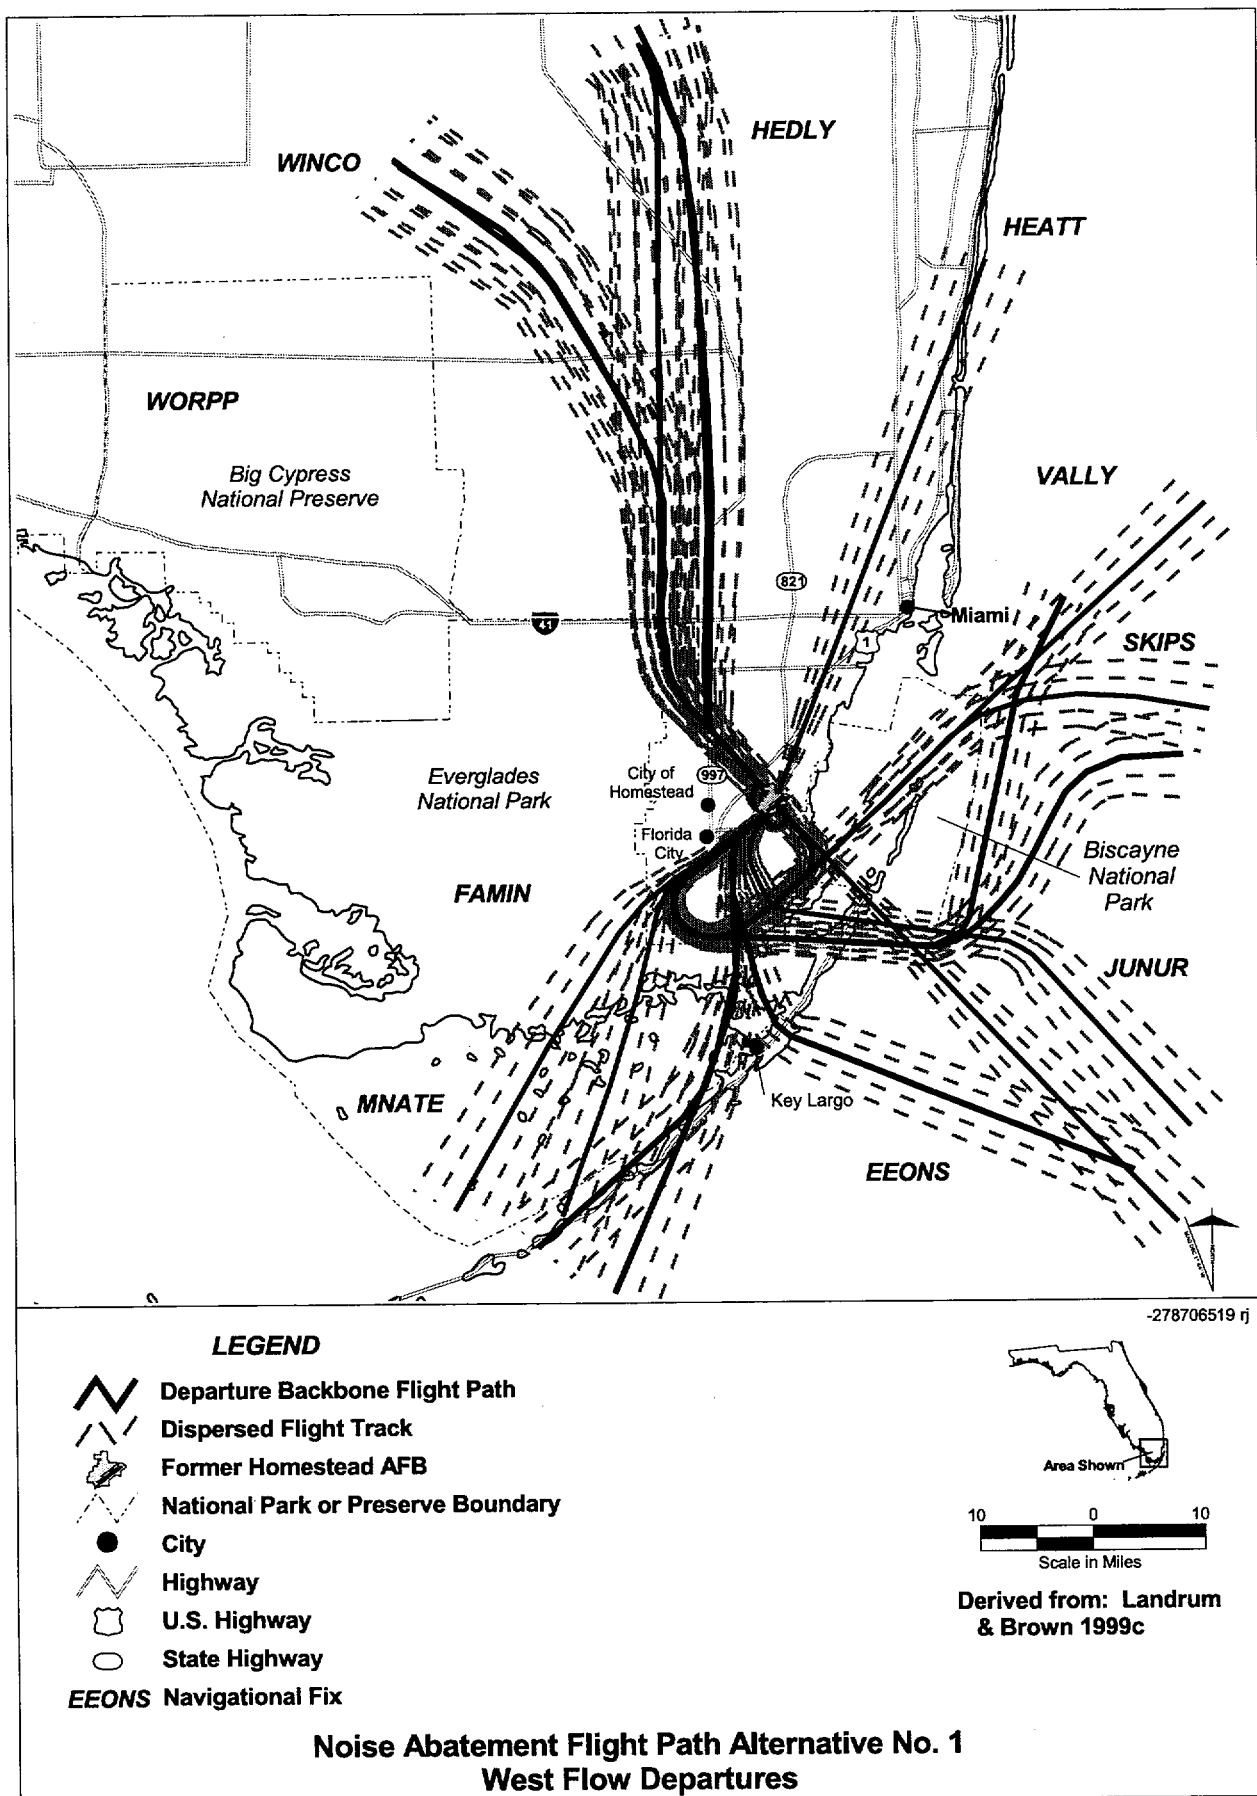 HEDLY
WINCO
HEATT
WORPP
Big Cypress
National Preserve
VALLY
821
41
Miami
1
SKIPS
Everglades
National Park
City of
Homestead
997
Florida
City
Biscayne
National
Park
FAMIN
JUNUR
MNATE
Key Largo
EEONS
-278706519 rj
LEGEND
Departure Backbone Flight Path
Dispersed Flight Track
Former Homestead AFB
National Park or Preserve Boundary
City
Highway
U.S. Highway
State Highway
EEONS Navigational Fix
Area Shown
10 0 10
Scale in Miles
Derived from: Landrum
& Brown 1999c
Noise Abatement Flight Path Alternative No. 1
West Flow Departures